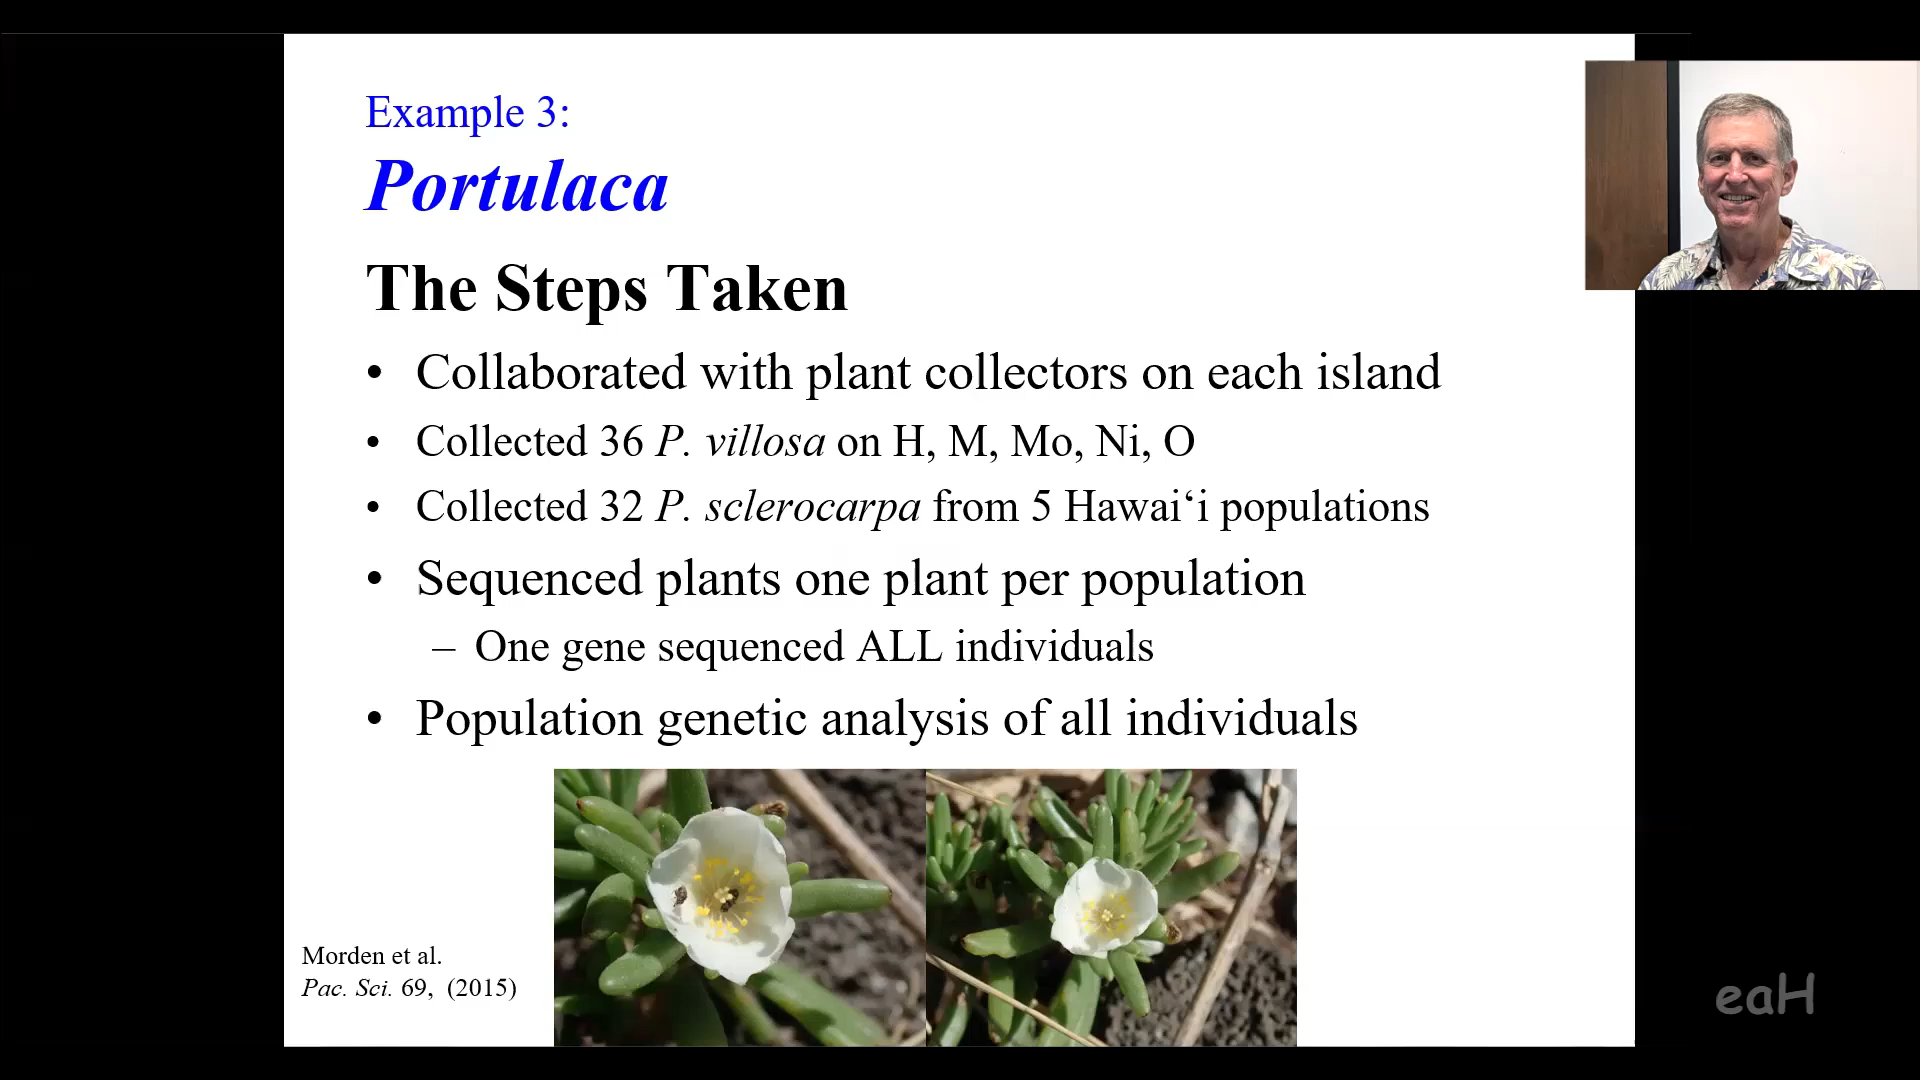 Example 3:
Portulaca
The Steps Taken
• Collaborated with plant collectors on each island
• Collected 36 P. villosa on H, M, Mo, Ni, O
• Collected 32 P. sclerocarpa from 5 Hawai‘i populations
• Sequenced plants one plant per population
– One gene sequenced ALL individuals
• Population genetic analysis of all individuals
Morden et al.
Pac. Sci. 69, (2015)
eaH